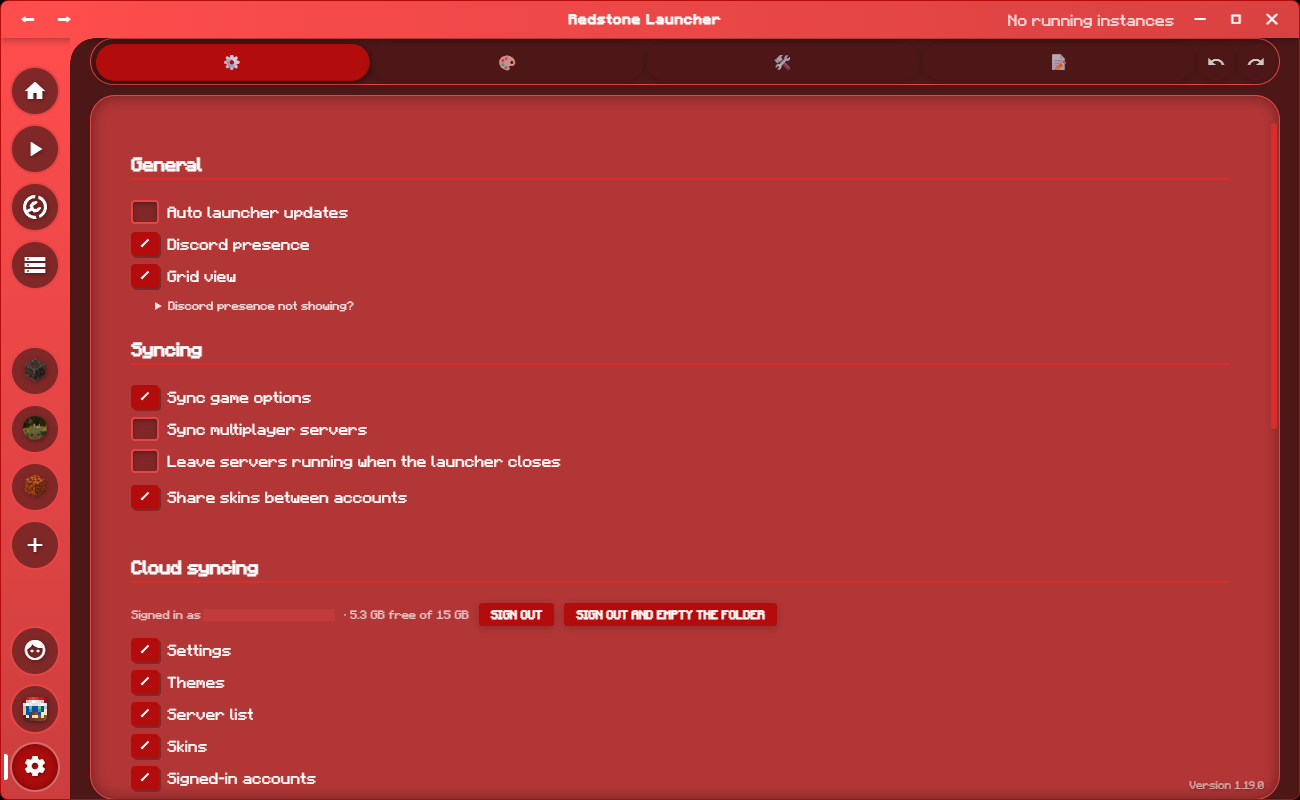 Redstone Launcher
No running instances
General
Auto launcher updates
Discord presence
Grid view
Discord presence not showing?
Syncing
Sync game options
Sync multiplayer servers
Leave servers running when the launcher closes
Share skins between accounts
Cloud syncing
Signed in as · 5.3 GB free of 15 GB SIGN OUT SIGN OUT AND EMPTY THE FOLDER
Settings
Themes
Server list
Skins
Signed-in accounts
Version 1.19.0